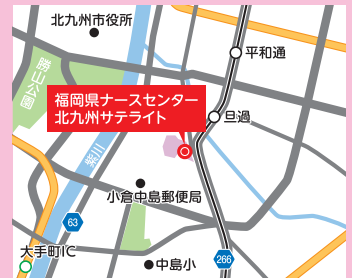 北九州市役所
平和通
勝山公園
福岡県ナースセンター
北九州サテライト
旦過
紫川
小倉中島郵便局
63
大手町IC
中島小
266